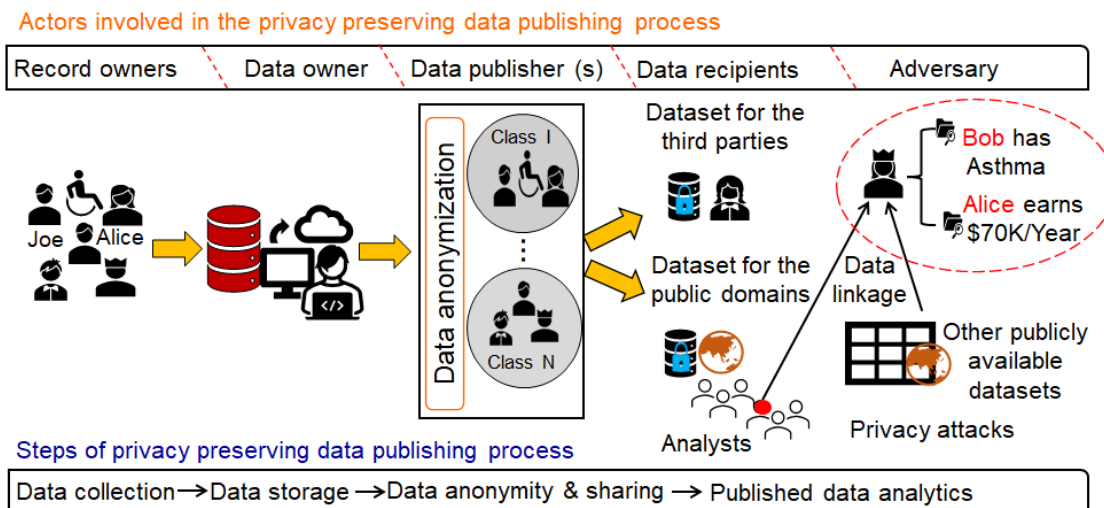 Actors involved in the privacy preserving data publishing process
Record owners
Data owner
Data publisher (s)
Data recipients
Adversary
Joe
Alice
</>
Data anonymization
Class I
Class N
Dataset for the
third parties
Dataset for the
public domains
Analysts
Bob has
Asthma
Alice earns
$70K/Year
Data
linkage
Other publicly
available
datasets
Privacy attacks
Steps of privacy preserving data publishing process
Data collection→Data storage→Data anonymity & sharing→Published data analytics